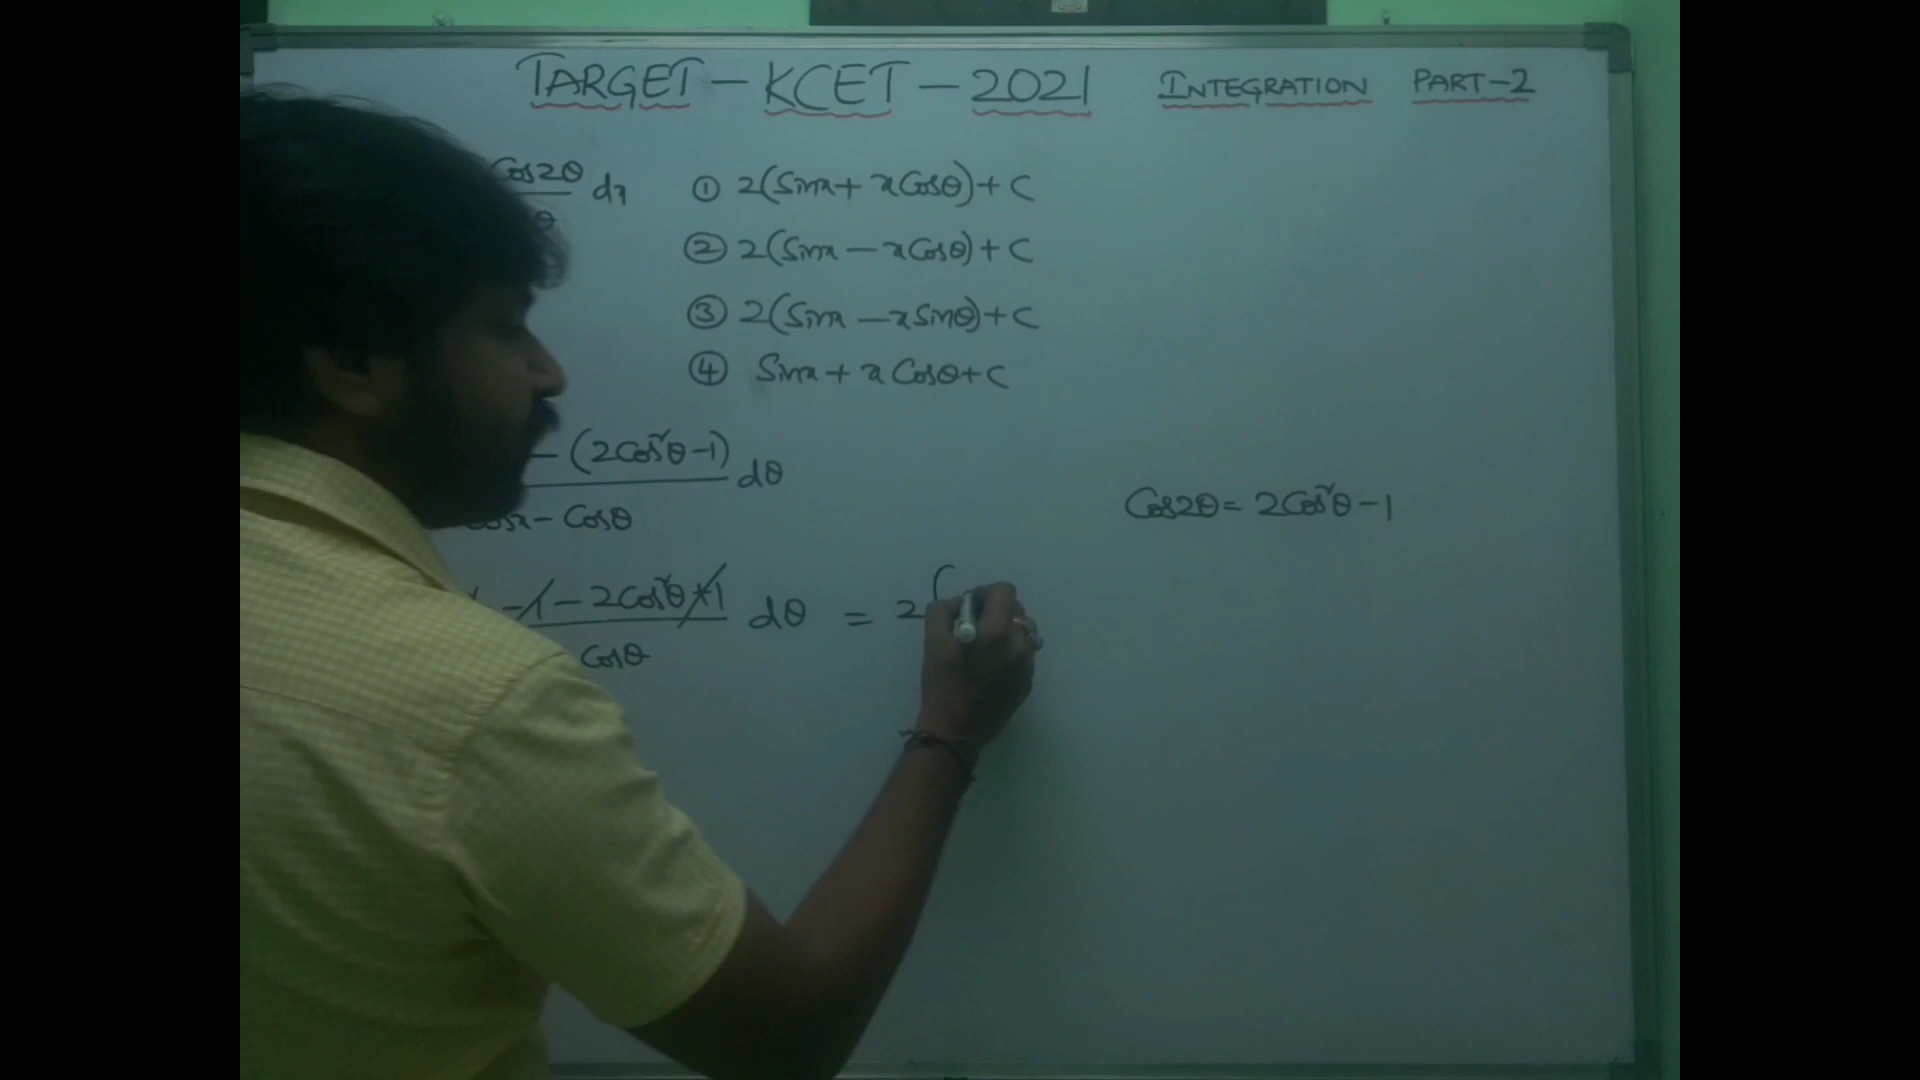 TARGET - KCET - 2021 INTEGRATION PART-2
Cos2θ dx
θ
① 2(Sinx + xCosθ) + C
② 2(Sinx - xCosθ) + C
③ 2(Sinx - xSinθ) + C
④ Sinx + x Cosθ + C
- (2Cos²θ-1) dθ
Cosx - Cosθ
Cos2θ = 2Cos²θ - 1
-1 - 2Cos²θ + 1 dθ = 2
Cosθ